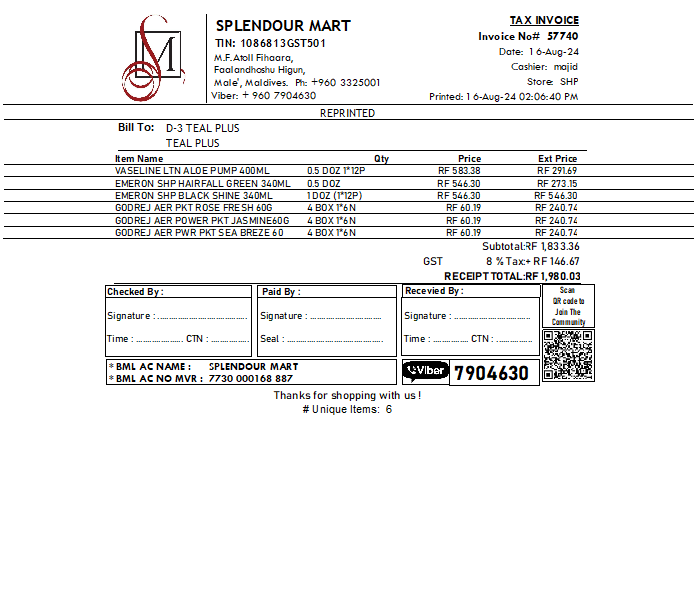 SM
SPLENDOUR MART
TIN: 1086813GST501
M.F.Atoll Fihaara,
Faalandhoshu Higun,
Male', Maldives. Ph: +960 3325001
Viber: + 960 7904630
TAX INVOICE
Invoice No# 57740
Date: 16-Aug-24
Cashier: majid
Store: SHP
Printed: 16-Aug-24 02:06:40 PM
REPRINTED
Bill To: D-3 TEAL PLUS
TEAL PLUS
Item Name Qty Price Ext Price
VASELINE LTN ALOE PUMP 400ML 0.5 DOZ 1*12P RF 583.38 RF 291.69
EMERON SHP HAIRFALL GREEN 340ML 0.5 DOZ RF 546.30 RF 273.15
EMERON SHP BLACK SHINE 340ML 1 DOZ (1*12P) RF 546.30 RF 546.30
GODREJ AER PKT ROSE FRESH 60G 4 BOX 1*6N RF 60.19 RF 240.74
GODREJ AER POWER PKT JASMINE60G 4 BOX 1*6N RF 60.19 RF 240.74
GODREJ AER PWR PKT SEA BREZE 60 4 BOX 1*6N RF 60.19 RF 240.74
Subtotal:RF 1,833.36
GST 8 % Tax:+ RF 146.67
RECEIPT TOTAL:RF 1,980.03
Checked By :
Signature : ..................................
Time : .................... CTN : ...............
Paid By :
Signature : ..............................
Seal : ........................................
Recevied By :
Signature : ..............................
Time : ............... CTN : ...............
Scan
QR code to
Join The
Community
* BML AC NAME : SPLENDOUR MART
* BML AC NO MVR : 7730 000168 887
Viber 7904630
Thanks for shopping with us !
# Unique Items: 6